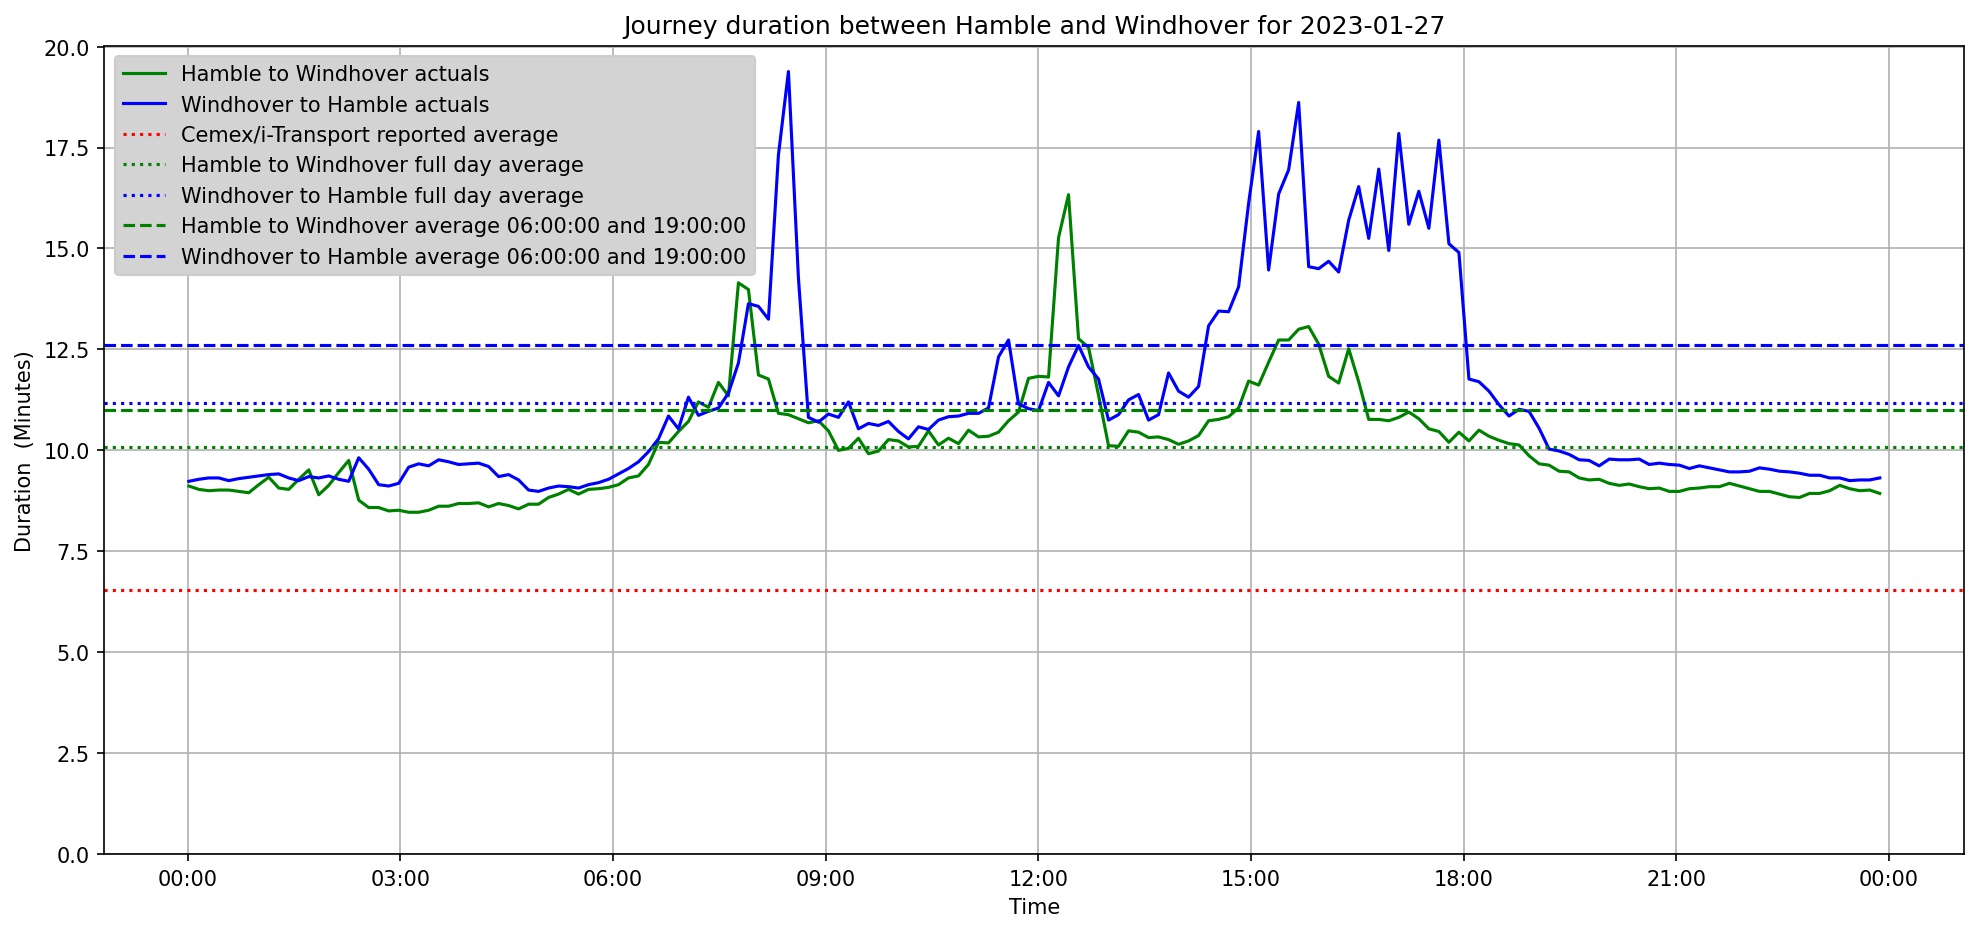 Journey duration between Hamble and Windhover for 2023-01-27
Hamble to Windhover actuals
Windhover to Hamble actuals
Cemex/i-Transport reported average
Hamble to Windhover full day average
Windhover to Hamble full day average
Hamble to Windhover average 06:00:00 and 19:00:00
Windhover to Hamble average 06:00:00 and 19:00:00
Duration (Minutes)
20.0
17.5
15.0
12.5
10.0
7.5
5.0
2.5
0.0
00:00 03:00 06:00 09:00 12:00 15:00 18:00 21:00 00:00
Time